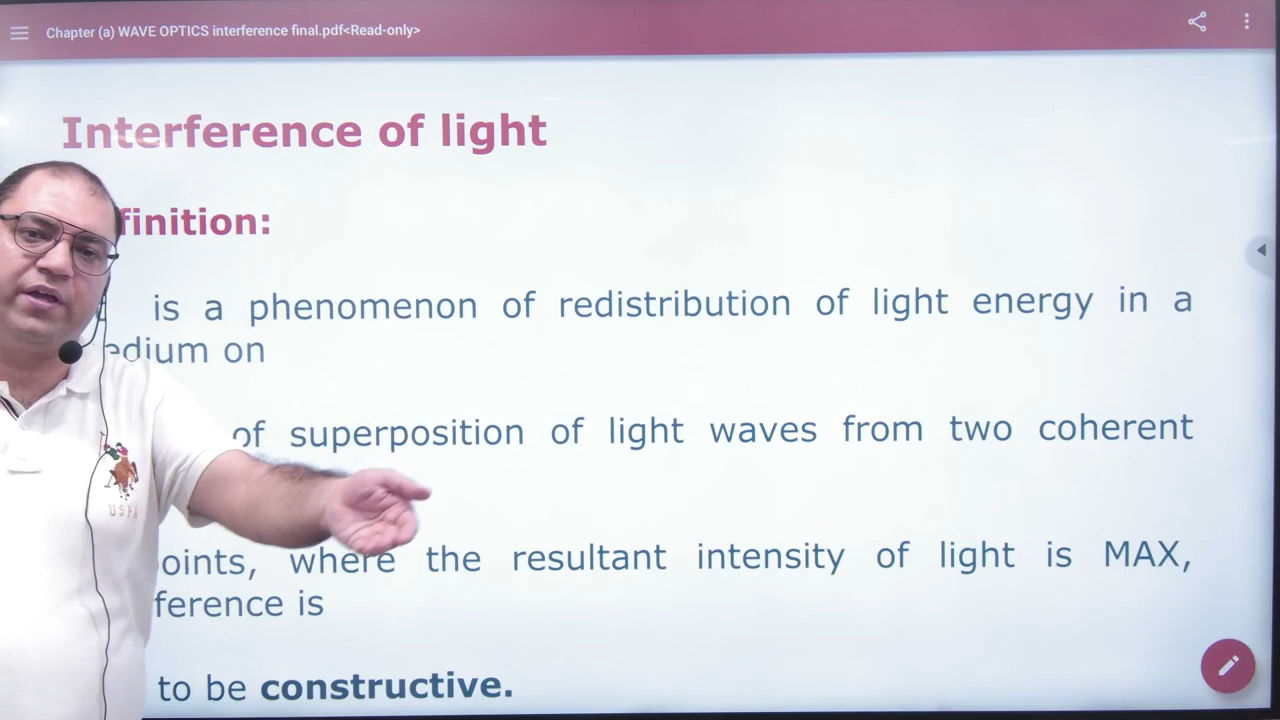 Chapter (a) WAVE OPTICS interference final.pdf<Read-only>
Interference of light
finition:
is a phenomenon of redistribution of light energy in a
edium on
of superposition of light waves from two coherent
oints, where the resultant intensity of light is MAX,
ference is
to be constructive.